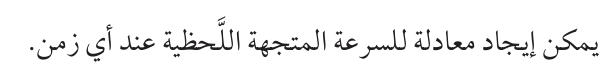 يمكن إيجاد معادلة للسرعة المتجهة اللَّحظية عند أي زمن.